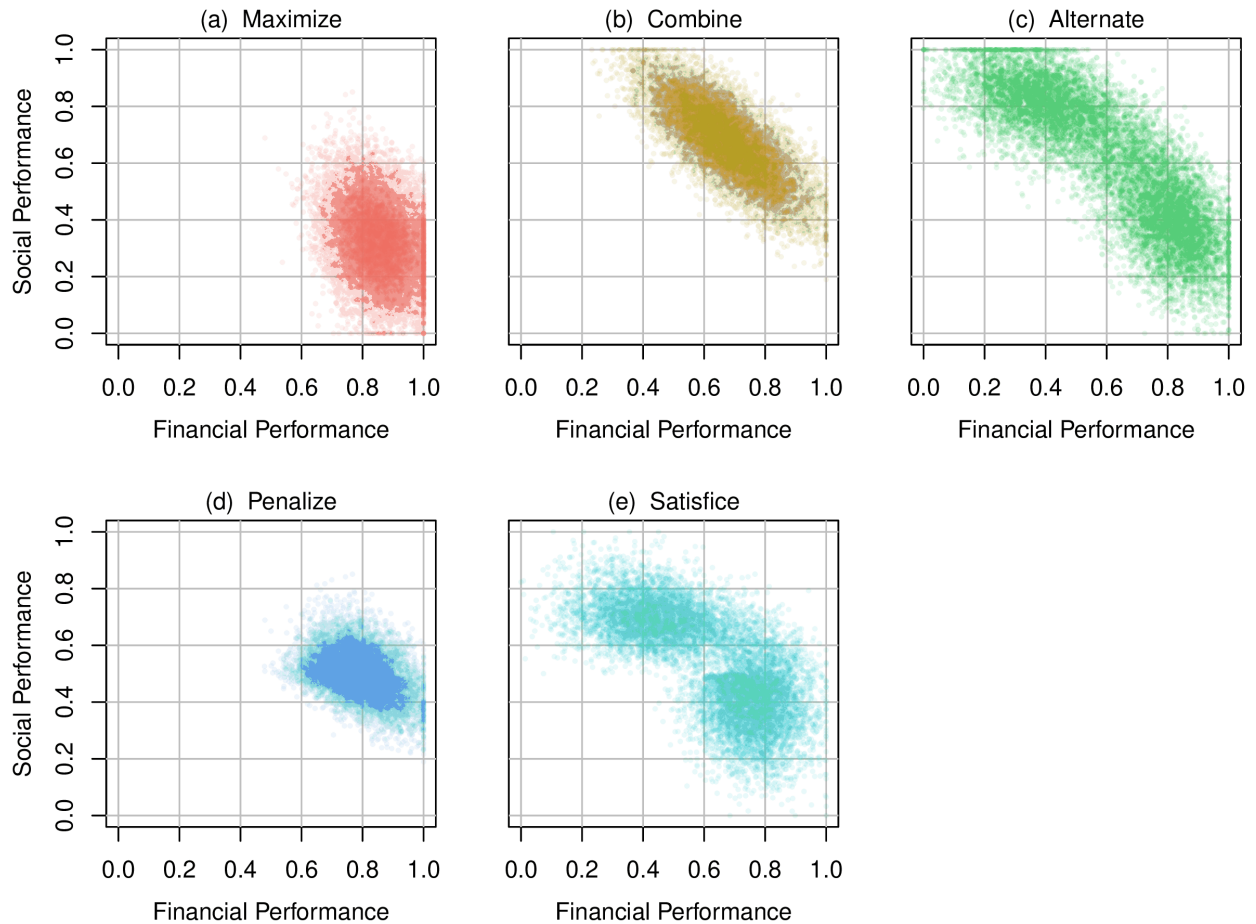 (a) Maximize
(b) Combine
(c) Alternate
Social Performance
1.0
0.8
0.6
0.4
0.2
0.0
0.0 0.2 0.4 0.6 0.8 1.0
0.0 0.2 0.4 0.6 0.8 1.0
0.0 0.2 0.4 0.6 0.8 1.0
Financial Performance
Financial Performance
Financial Performance
(d) Penalize
(e) Satisfice
Social Performance
1.0
0.8
0.6
0.4
0.2
0.0
0.0 0.2 0.4 0.6 0.8 1.0
0.0 0.2 0.4 0.6 0.8 1.0
Financial Performance
Financial Performance